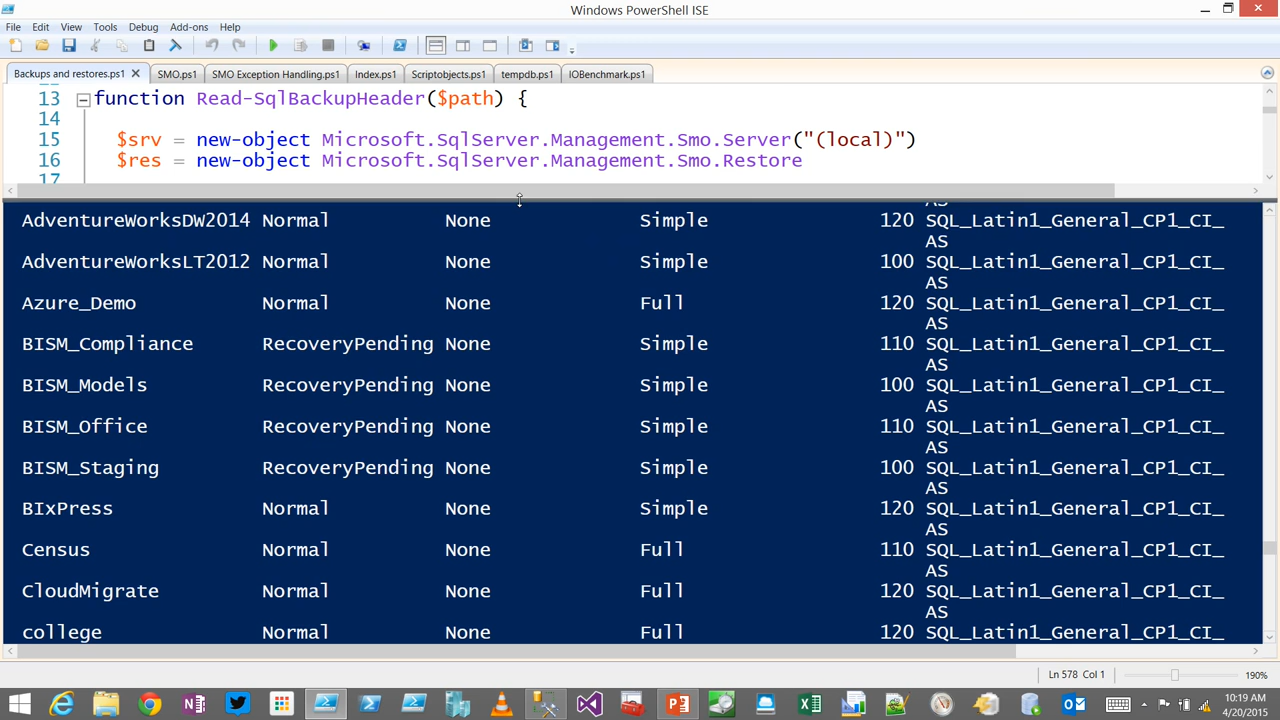 Windows PowerShell ISE
File Edit View Tools Debug Add-ons Help
Backups and restores.ps1 SMO.ps1 SMO Exception Handling.ps1 Index.ps1 Scriptobjects.ps1 tempdb.ps1 IOBenchmark.ps1
13 function Read-SqlBackupHeader($path) {
14
15 $srv = new-object Microsoft.SqlServer.Management.Smo.Server("(local)")
16 $res = new-object Microsoft.SqlServer.Management.Smo.Restore
17
AS
AdventureWorksDW2014 Normal None Simple 120 SQL_Latin1_General_CP1_CI_
AS
AdventureWorksLT2012 Normal None Simple 100 SQL_Latin1_General_CP1_CI_
AS
Azure_Demo Normal None Full 120 SQL_Latin1_General_CP1_CI_
AS
BISM_Compliance RecoveryPending None Simple 110 SQL_Latin1_General_CP1_CI_
AS
BISM_Models RecoveryPending None Simple 100 SQL_Latin1_General_CP1_CI_
AS
BISM_Office RecoveryPending None Simple 110 SQL_Latin1_General_CP1_CI_
AS
BISM_Staging RecoveryPending None Simple 100 SQL_Latin1_General_CP1_CI_
AS
BIxPress Normal None Simple 120 SQL_Latin1_General_CP1_CI_
AS
Census Normal None Full 110 SQL_Latin1_General_CP1_CI_
AS
CloudMigrate Normal None Full 120 SQL_Latin1_General_CP1_CI_
AS
college Normal None Full 120 SQL_Latin1_General_CP1_CI_
Ln 578 Col 1 190%
10:19 AM
4/20/2015